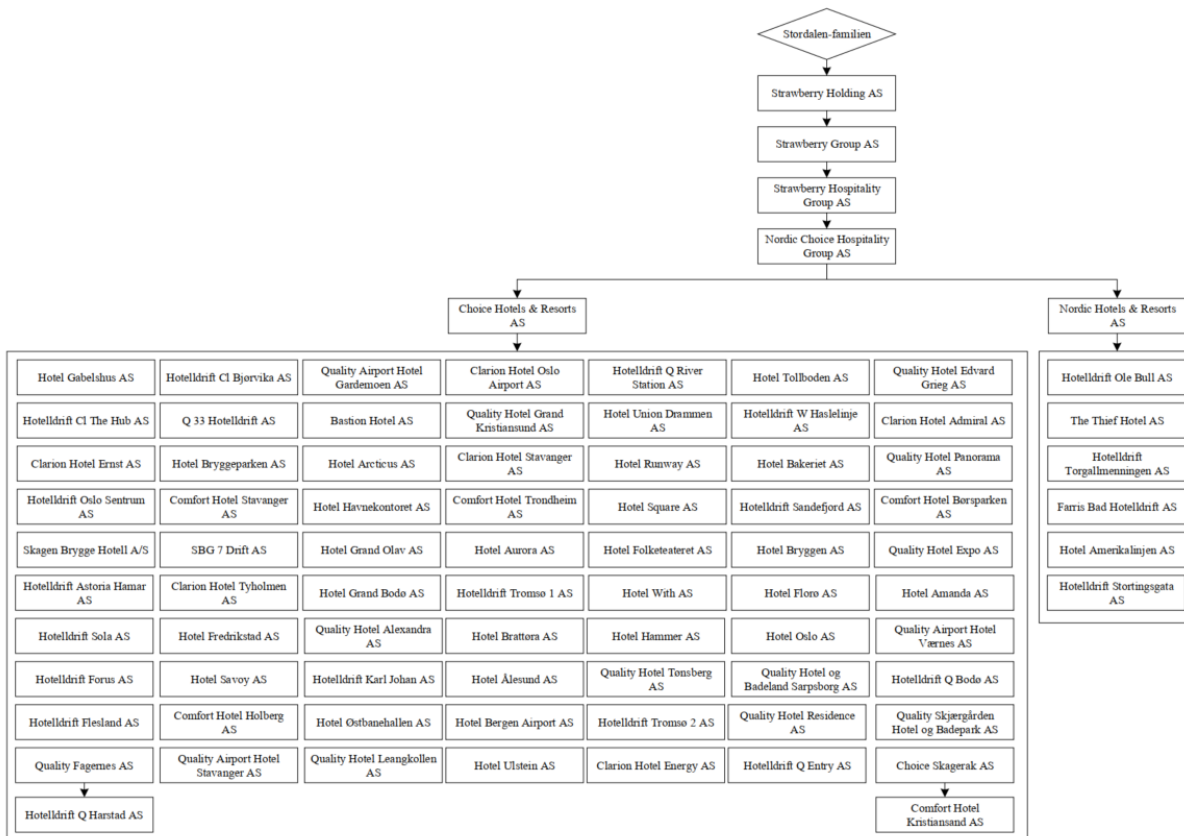 Stordalen-familien
Strawberry Holding AS
Strawberry Group AS
Strawberry Hospitality
Group AS
Nordic Choice Hospitality
Group AS
Choice Hotels & Resorts
AS
Nordic Hotels & Resorts
AS
Hotel Gabelshus AS
Hotelldrift Cl The Hub AS
Clarion Hotel Ernst AS
Hotelldrift Oslo Sentrum
AS
Skagen Brygge Hotell A/S
Hotelldrift Astoria Hamar
AS
Hotelldrift Sola AS
Hotelldrift Forus AS
Hotelldrift Flesland AS
Quality Fagernes AS
Hotelldrift Q Harstad AS
Hotelldrift Cl Bjørvika AS
Q 33 Hotelldrift AS
Hotel Bryggeparken AS
Comfort Hotel Stavanger
AS
SBG 7 Drift AS
Clarion Hotel Tyholmen
AS
Hotel Fredrikstad AS
Hotel Savoy AS
Comfort Hotel Holberg
AS
Quality Airport Hotel
Stavanger AS
Quality Airport Hotel
Gardemoen AS
Bastion Hotel AS
Hotel Arcticus AS
Hotel Havnekontoret AS
Hotel Grand Olav AS
Hotel Grand Bodø AS
Quality Hotel Alexandra
AS
Hotelldrift Karl Johan AS
Hotel Østbanehallen AS
Quality Hotel Leangkollen
AS
Clarion Hotel Oslo
Airport AS
Quality Hotel Grand
Kristiansund AS
Clarion Hotel Stavanger
AS
Comfort Hotel Trondheim
AS
Hotel Aurora AS
Hotelldrift Tromsø 1 AS
Hotel Brattøra AS
Hotel Ålesund AS
Hotel Bergen Airport AS
Hotel Ulstein AS
Hotelldrift Q River
Station AS
Hotel Union Drammen
AS
Hotel Runway AS
Hotel Square AS
Hotel Folketeateret AS
Hotel With AS
Hotel Hammer AS
Quality Hotel Tønsberg
AS
Hotelldrift Tromsø 2 AS
Clarion Hotel Energy AS
Hotel Tollboden AS
Hotelldrift W Haslelinje
AS
Hotel Bakeriet AS
Hotelldrift Sandefjord AS
Hotel Bryggen AS
Hotel Florø AS
Hotel Oslo AS
Quality Hotel og
Badeland Sarpsborg AS
Quality Hotel Residence
AS
Hotelldrift Q Entry AS
Quality Hotel Edvard
Grieg AS
Clarion Hotel Admiral AS
Quality Hotel Panorama
AS
Comfort Hotel Børsparken
AS
Quality Hotel Expo AS
Hotel Amanda AS
Quality Airport Hotel
Værnes AS
Hotelldrift Q Bodø AS
Quality Skjærgården
Hotel og Badepark AS
Choice Skagerak AS
Comfort Hotel
Kristiansand AS
Hotelldrift Ole Bull AS
The Thief Hotel AS
Hotelldrift
Torgallmenningen AS
Farris Bad Hotelldrift AS
Hotel Amerikalinjen AS
Hotelldrift Stortingsgata
AS